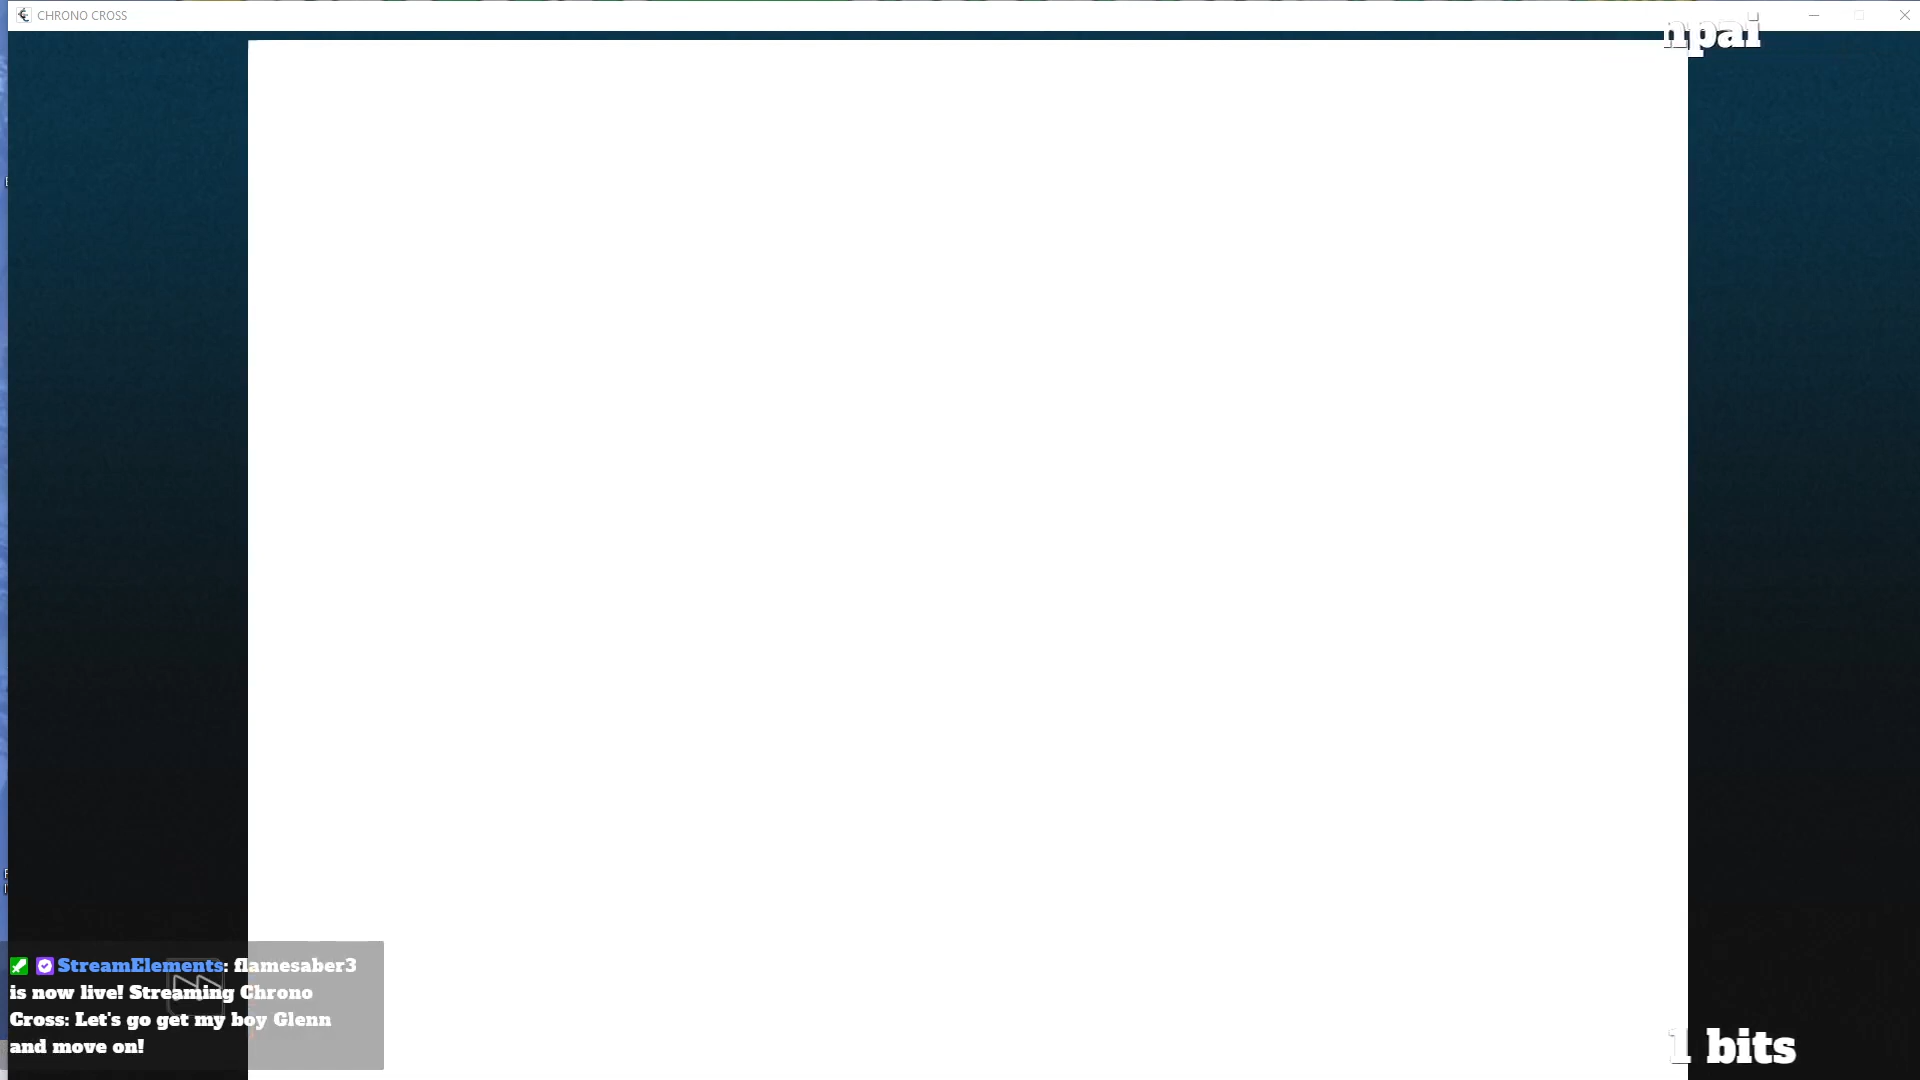 CHRONO CROSS
npai
StreamElements: flamesaber3
is now live! Streaming Chrono
Cross: Let's go get my boy Glenn
and move on!
1 bits